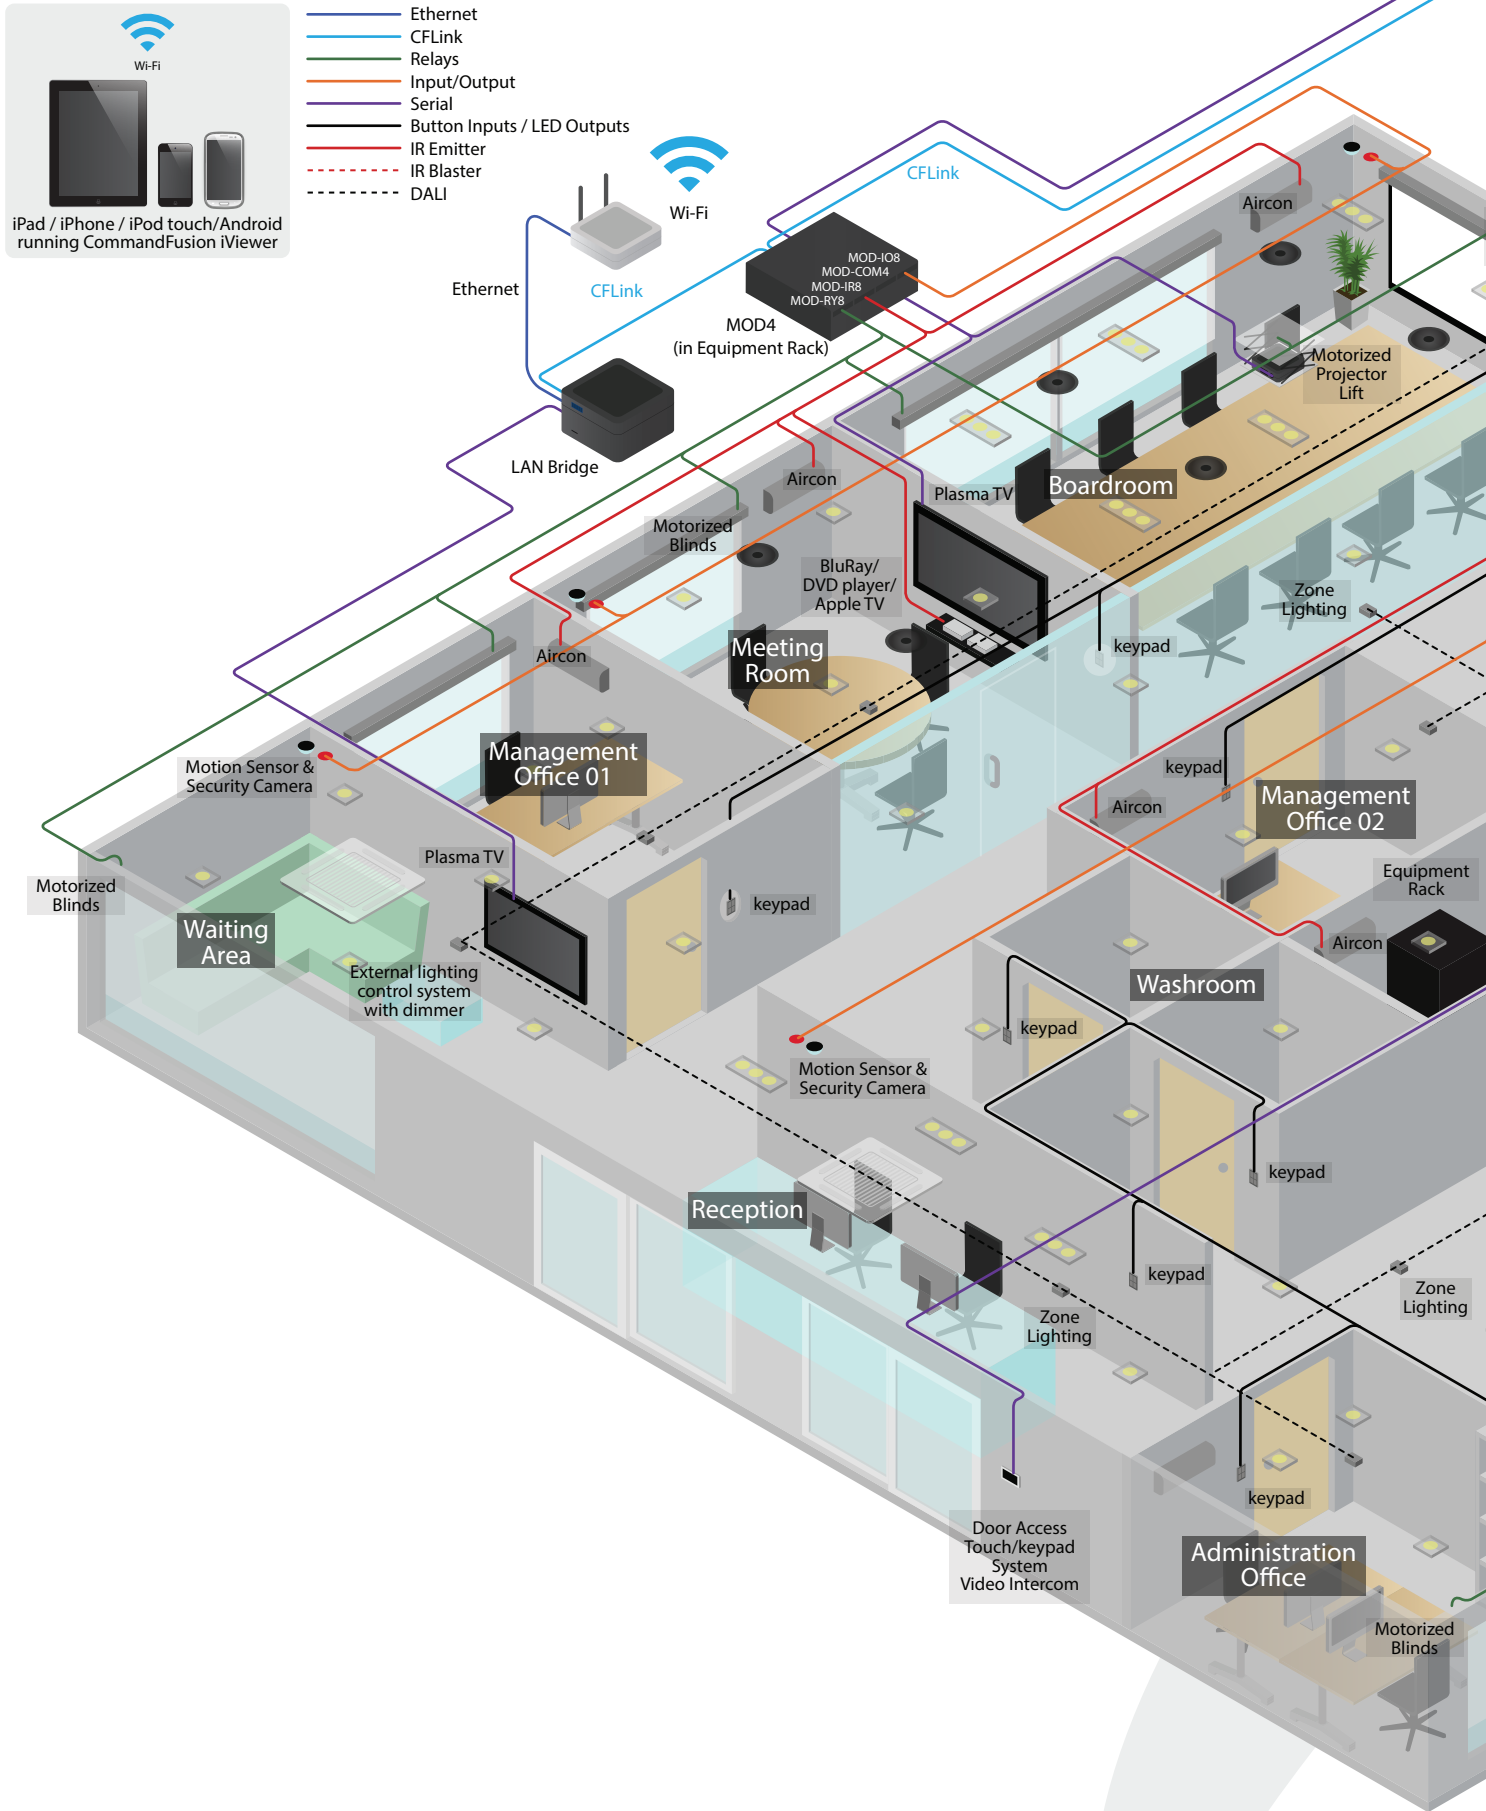 Wi-Fi
iPad / iPhone / iPod touch/Android
running CommandFusion iViewer
Ethernet
CFLink
Relays
Input/Output
Serial
Button Inputs / LED Outputs
IR Emitter
IR Blaster
DALI
Wi-Fi
Ethernet
CFLink
CFLink
MOD-IO8
MOD-COM4
MOD-IR8
MOD-RY8
MOD4
(in Equipment Rack)
LAN Bridge
Aircon
Motorized
Projector
Lift
Boardroom
Plasma TV
Aircon
Motorized
Blinds
BluRay/
DVD player/
Apple TV
Zone
Lighting
keypad
Meeting
Room
Aircon
Management
Office 01
Motion Sensor &
Security Camera
keypad
Aircon
Management
Office 02
Plasma TV
Motorized
Blinds
Equipment
Rack
keypad
Waiting
Area
Aircon
External lighting
control system
with dimmer
Washroom
keypad
Motion Sensor &
Security Camera
keypad
Reception
keypad
Zone
Lighting
Zone
Lighting
keypad
Door Access
Touch/keypad
System
Video Intercom
Administration
Office
Motorized
Blinds